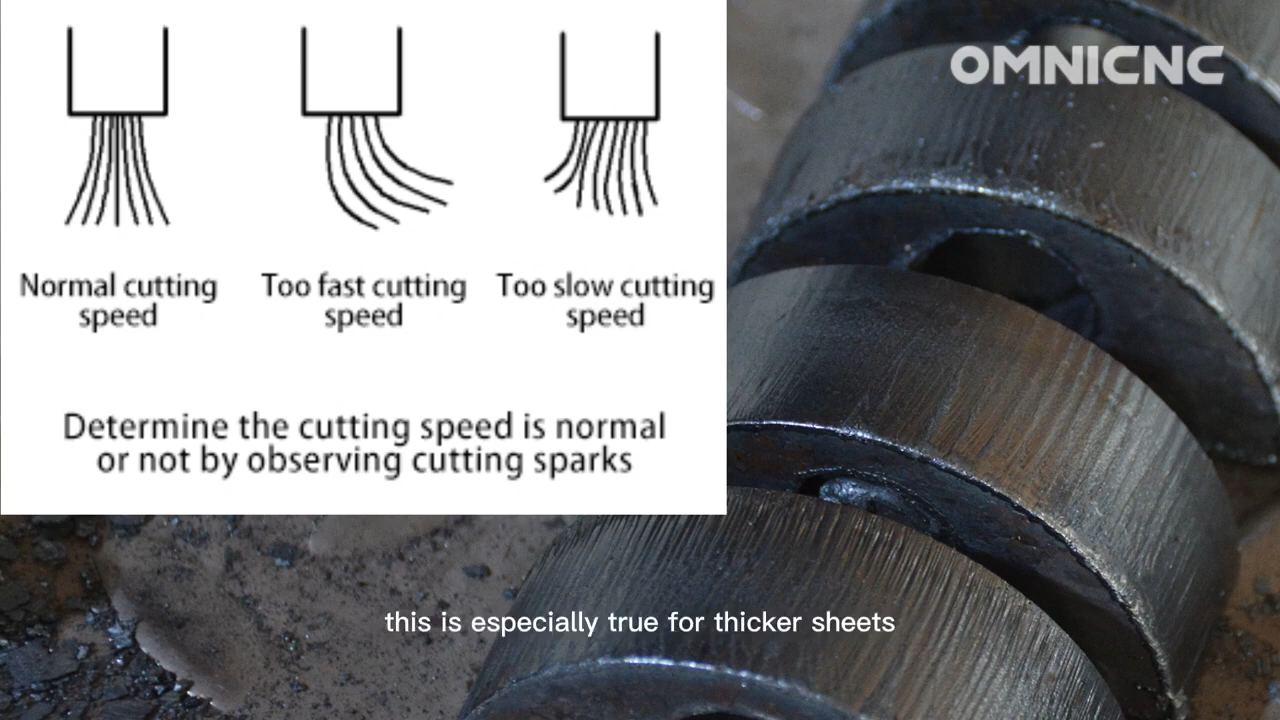 OMNICNC
Normal cutting
speed
Too fast cutting
speed
Too slow cutting
speed
Determine the cutting speed is normal
or not by observing cutting sparks
this is especially true for thicker sheets